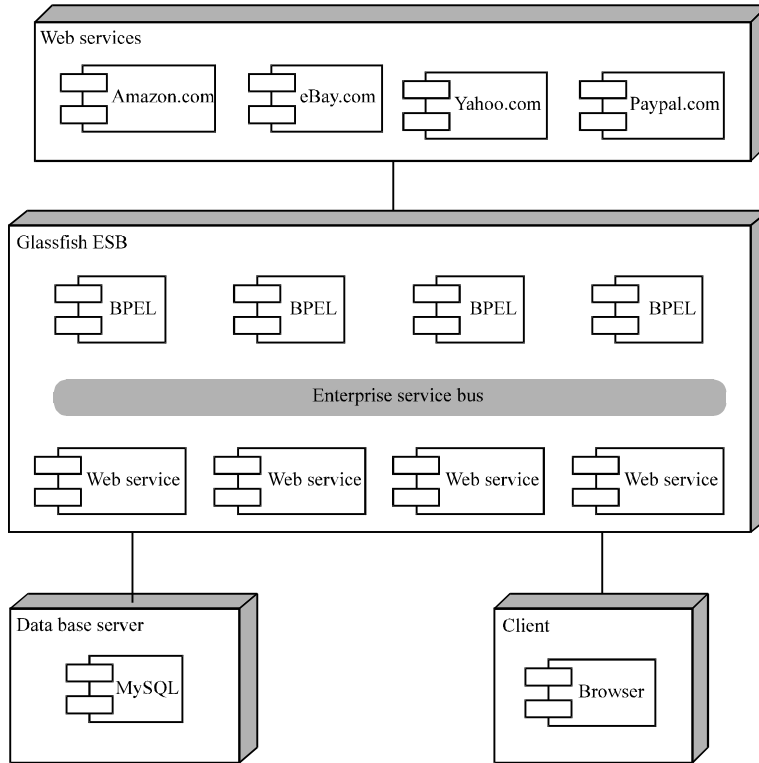 Web services
Amazon.com
eBay.com
Yahoo.com
Paypal.com
Glassfish ESB
BPEL
BPEL
BPEL
BPEL
Enterprise service bus
Web service
Web service
Web service
Web service
Data base server
MySQL
Client
Browser